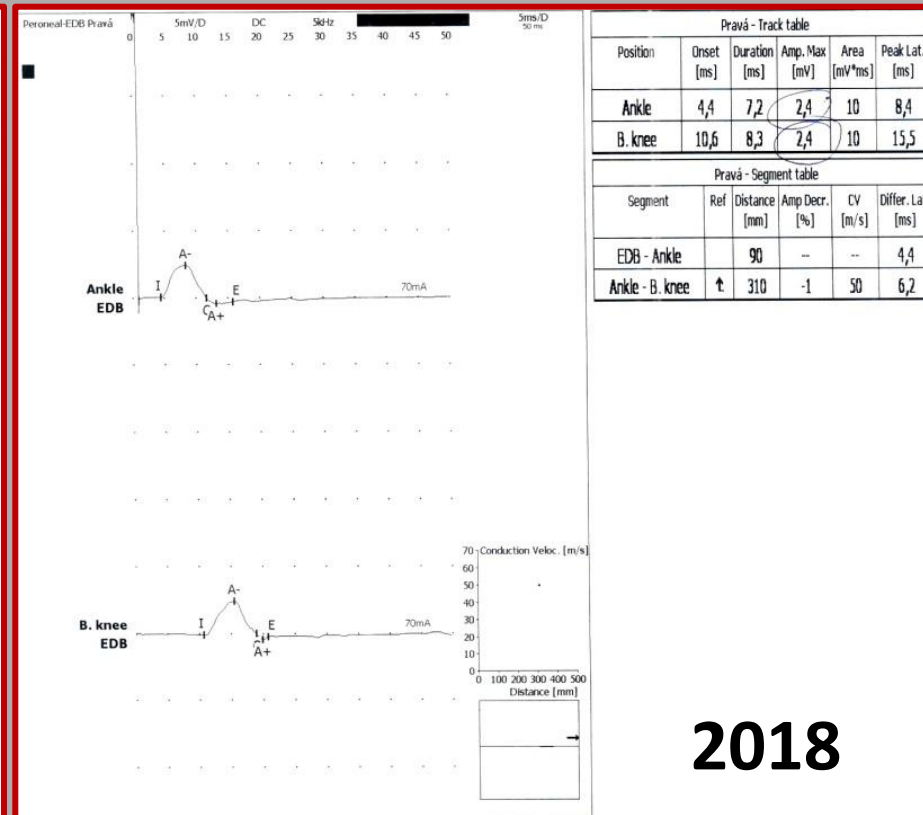 Peroneal-EDB Pravá 5mV/D DC 5kHz 5ms/D
50 ms
0 5 10 15 20 25 30 35 40 45 50
A-
I E
Ankle
EDB
70mA
C
A+
A-
I E
B. knee
EDB
70mA
C
A+
70 Conduction Veloc. [m/s]
60
50
40
30
20
10
0
0 100 200 300 400 500
Distance [mm]
Pravá - Track table
Position Onset [ms] Duration [ms] Amp. Max [mV] Area [mV*ms] Peak Lat. [ms]
Ankle 4,4 7,2 2,4 10 8,4
B. knee 10,6 8,3 2,4 10 15,5
Pravá - Segment table
Segment Ref Distance [mm] Amp Decr. [%] CV [m/s] Differ. La [ms]
EDB - Ankle 90 -- -- 4,4
Ankle - B. knee ↑ 310 -1 50 6,2
2018